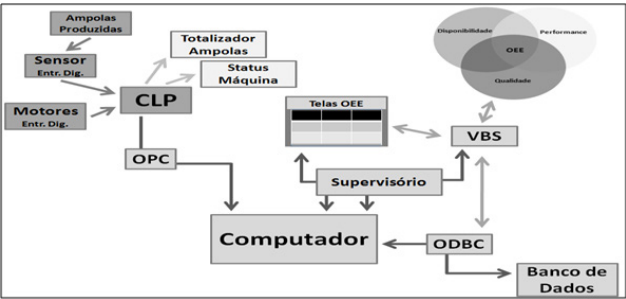 Ampolas
Produzidas
Sensor
Entr. Dig.
Motores
Entr. Dig.
CLP
Totalizador
Ampolas
Status
Máquina
OPC
Telas OEE
Disponibilidade
Performance
OEE
Qualidade
VBS
Supervisório
Computador
ODBC
Banco de
Dados